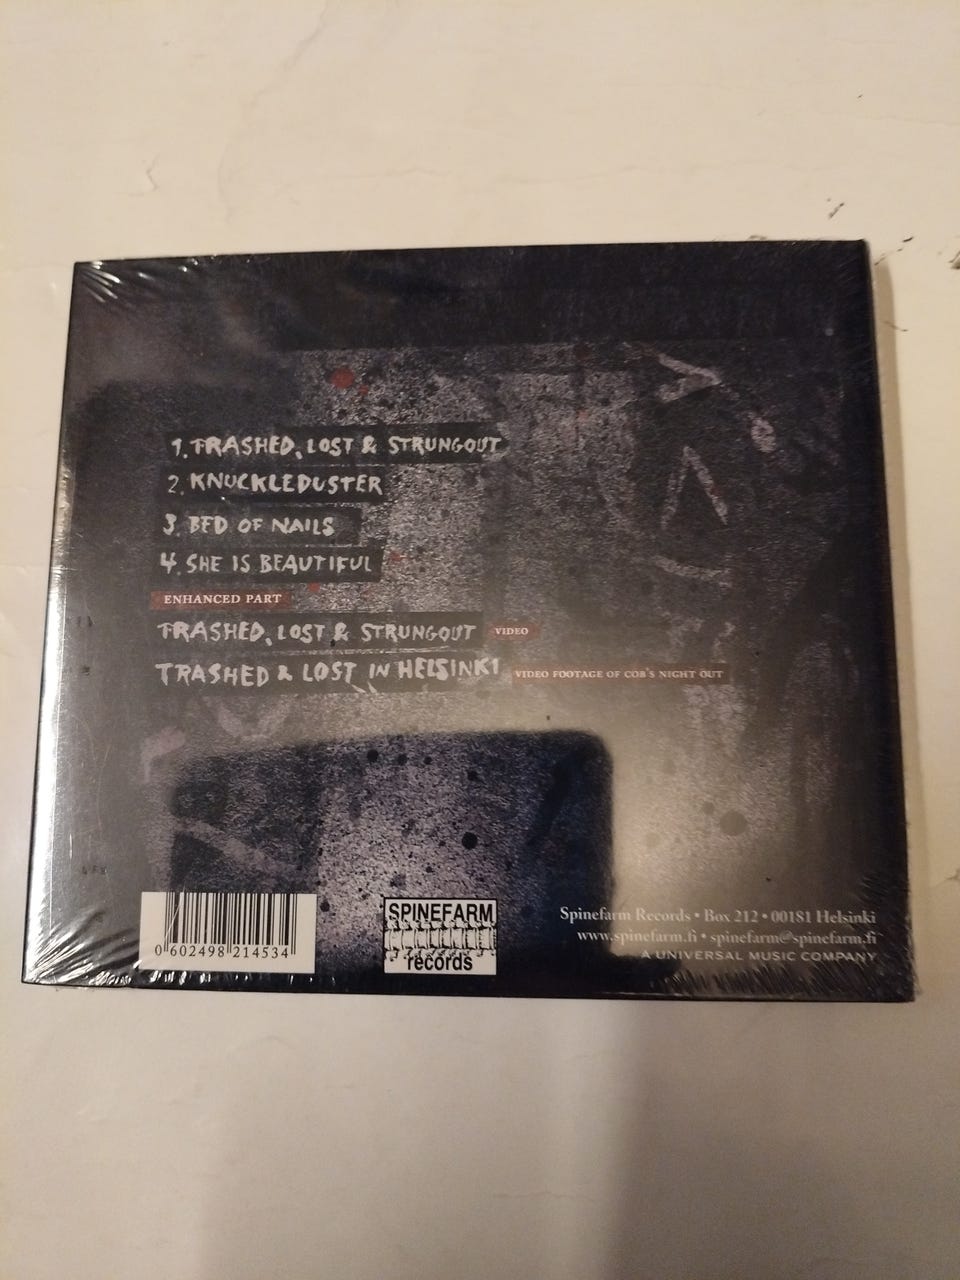 1. TRASHED, LOST & STRUNGOUT
2. KNUCKLEDUSTER
3. BED OF NAILS
4. SHE IS BEAUTIFUL
ENHANCED PART
TRASHED, LOST & STRUNGOUT VIDEO
TRASHED & LOST IN HELSINKI VIDEO FOOTAGE OF COB'S NIGHT OUT
0 602498 214534
SPINEFARM
records
Spinefarm Records • Box 212 • 00181 Helsinki
www.spinefarm.fi • spinefarm@spinefarm.fi
A UNIVERSAL MUSIC COMPANY